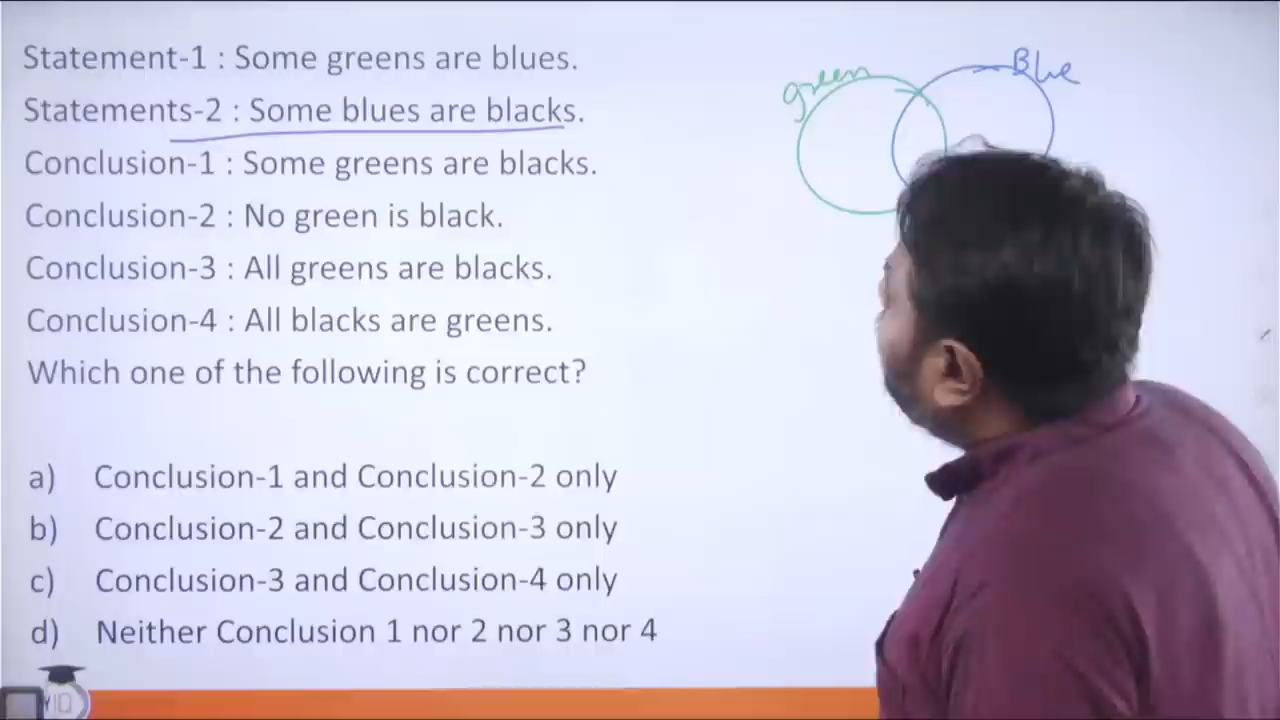 Statement-1 : Some greens are blues.
Statements-2 : Some blues are blacks.
Conclusion-1 : Some greens are blacks.
Conclusion-2 : No green is black.
Conclusion-3 : All greens are blacks.
Conclusion-4 : All blacks are greens.
Which one of the following is correct?
a) Conclusion-1 and Conclusion-2 only
b) Conclusion-2 and Conclusion-3 only
c) Conclusion-3 and Conclusion-4 only
d) Neither Conclusion 1 nor 2 nor 3 nor 4
green
Blue